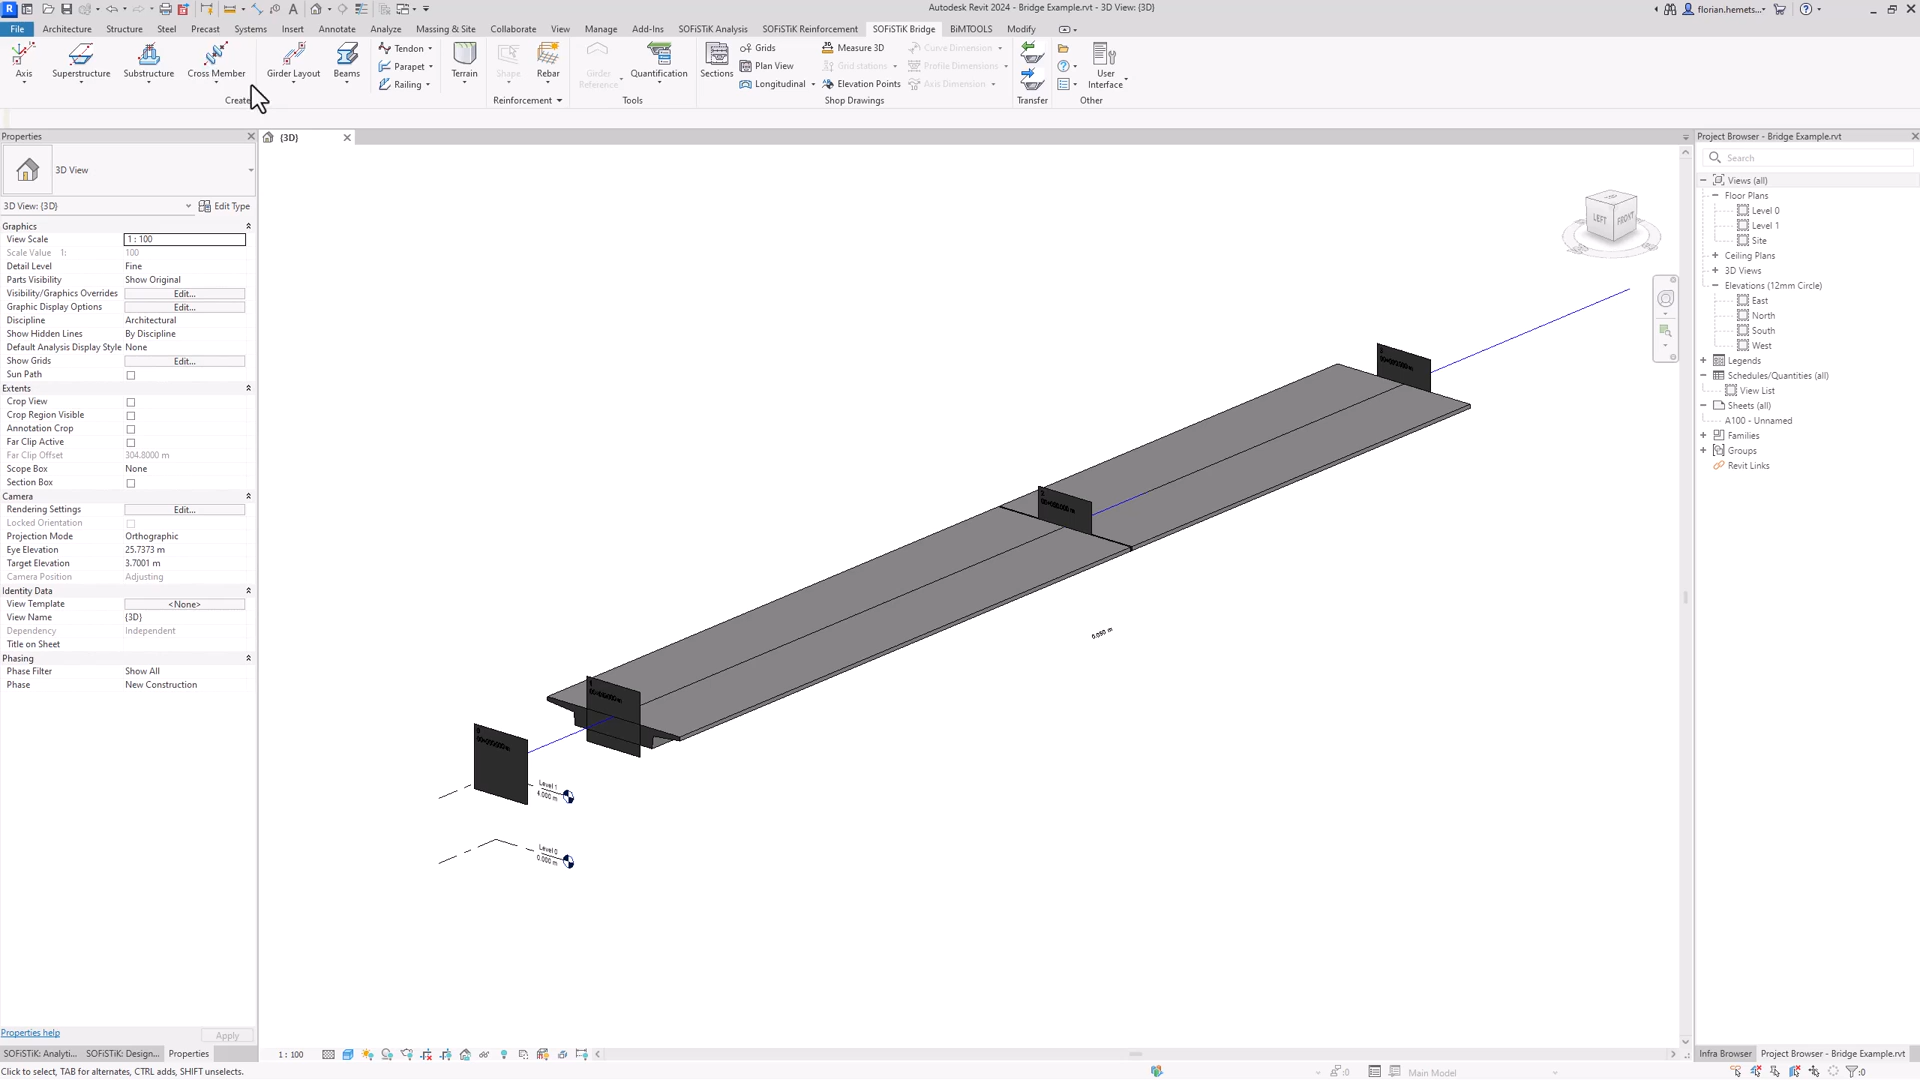 Autodesk Revit 2024 - Bridge Example.rvt - 3D View: {3D}
florian.hemets...
File Architecture Structure Steel Precast Systems Insert Annotate Analyze Massing & Site Collaborate View Manage Add-Ins SOFiSTiK Analysis SOFiSTiK Reinforcement SOFiSTiK Bridge BiMTOOLS Modify
Axis Superstructure Substructure Cross Member Girder Layout Beams Tendon Parapet Railing Terrain
Create
Shape Rebar
Reinforcement
Girder Reference Quantification
Tools
Sections Grids Plan View Longitudinal Measure 3D Grid stations Elevation Points Curve Dimension Profile Dimensions Axis Dimension
Shop Drawings
Transfer
User Interface
Other
Properties
{3D}
Project Browser - Bridge Example.rvt
3D View
Search
3D View: {3D} Edit Type
Graphics
View Scale 1 : 100
Scale Value 1: 100
Detail Level Fine
Parts Visibility Show Original
Visibility/Graphics Overrides Edit...
Graphic Display Options Edit...
Discipline Architectural
Show Hidden Lines By Discipline
Default Analysis Display Style None
Show Grids Edit...
Sun Path
Extents
Crop View
Crop Region Visible
Annotation Crop
Far Clip Active
Far Clip Offset 304.8000 m
Scope Box None
Section Box
Camera
Rendering Settings Edit...
Locked Orientation
Projection Mode Orthographic
Eye Elevation 25.7373 m
Target Elevation 3.7001 m
Camera Position Adjusting
Identity Data
View Template <None>
View Name {3D}
Dependency Independent
Title on Sheet
Phasing
Phase Filter Show All
Phase New Construction
Properties help Apply
SOFiSTiK: Analyti... SOFiSTiK: Design... Properties
LEFT FRONT
Level 1
4.000 m
Level 0
0.000 m
Views (all)
Floor Plans
Level 0
Level 1
Site
Ceiling Plans
3D Views
Elevations (12mm Circle)
East
North
South
West
Legends
Schedules/Quantities (all)
View List
Sheets (all)
A100 - Unnamed
Families
Groups
Revit Links
1 : 100
Infra Browser Project Browser - Bridge Example.rvt
Click to select, TAB for alternates, CTRL adds, SHIFT unselects.
:0 Main Model :0